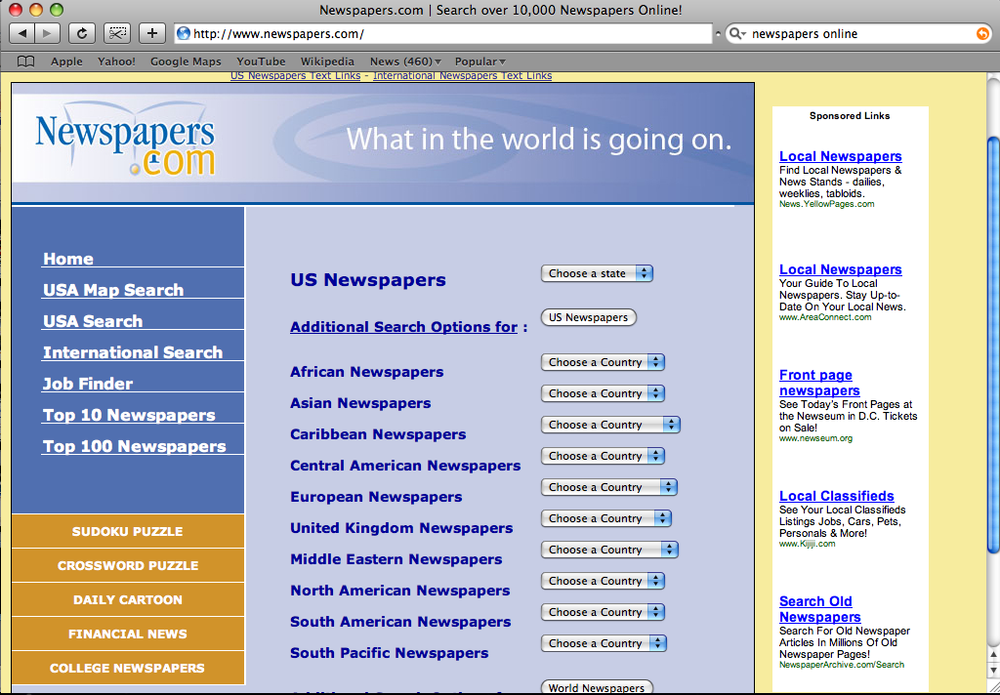 Newspapers.com | Search over 10,000 Newspapers Online!
http://www.newspapers.com/
newspapers online
Apple Yahoo! Google Maps YouTube Wikipedia News (460) Popular
US Newspapers Text Links - International Newspapers Text Links
Newspapers
.com
What in the world is going on.
Home
USA Map Search
USA Search
International Search
Job Finder
Top 10 Newspapers
Top 100 Newspapers
SUDOKU PUZZLE
CROSSWORD PUZZLE
DAILY CARTOON
FINANCIAL NEWS
COLLEGE NEWSPAPERS
US Newspapers Choose a state
Additional Search Options for : US Newspapers
African Newspapers Choose a Country
Asian Newspapers Choose a Country
Caribbean Newspapers Choose a Country
Central American Newspapers Choose a Country
European Newspapers Choose a Country
United Kingdom Newspapers Choose a Country
Middle Eastern Newspapers Choose a Country
North American Newspapers Choose a Country
South American Newspapers Choose a Country
South Pacific Newspapers Choose a Country
World Newspapers
Sponsored Links
Local Newspapers
Find Local Newspapers &
News Stands - dailies,
weeklies, tabloids.
News.YellowPages.com
Local Newspapers
Your Guide To Local
Newspapers. Stay Up-to-
Date On Your Local News.
www.AreaConnect.com
Front page
newspapers
See Today's Front Pages at
the Newseum in D.C. Tickets
on Sale!
www.newseum.org
Local Classifieds
See Your Local Classifieds
Listings Jobs, Cars, Pets,
Personals & More!
www.Kijiji.com
Search Old
Newspapers
Search For Old Newspaper
Articles In Millions Of Old
Newspaper Pages!
NewspaperArchive.com/Search